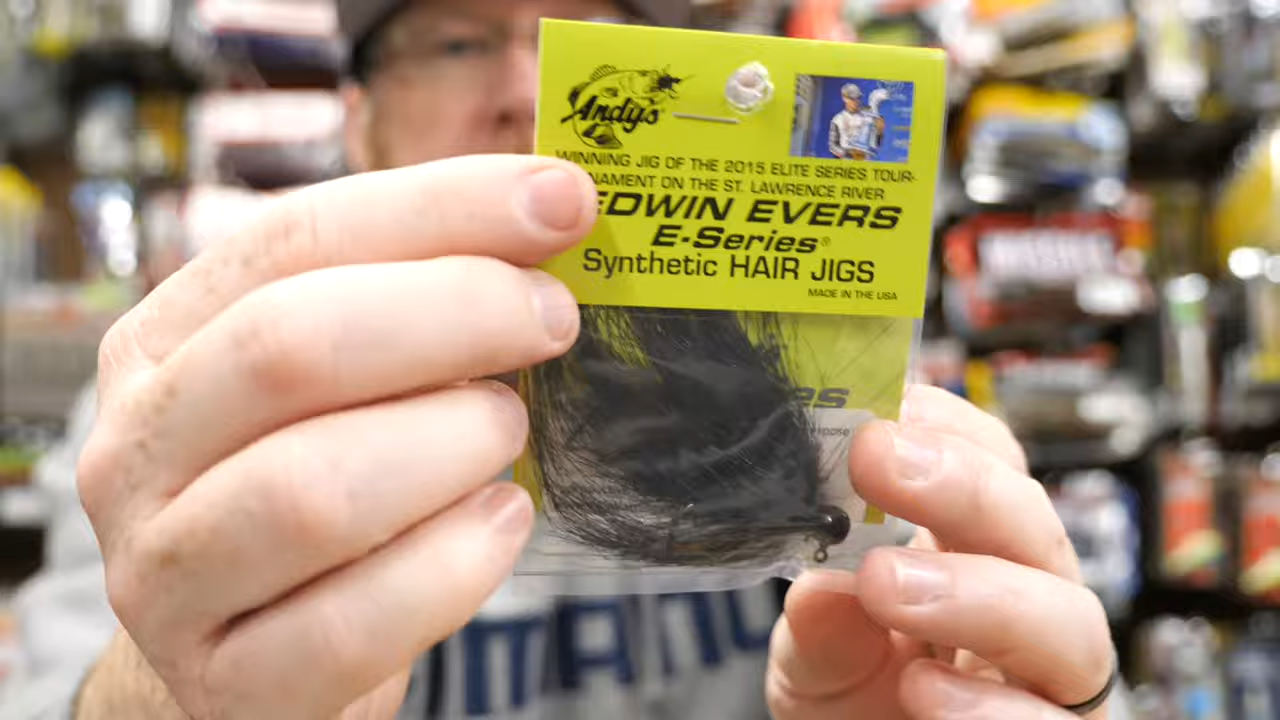 Andy's
WINNING JIG OF THE 2015 ELITE SERIES TOUR-
NAMENT ON THE ST. LAWRENCE RIVER
EDWIN EVERS
E-Series®
Synthetic HAIR JIGS
MADE IN THE USA
es